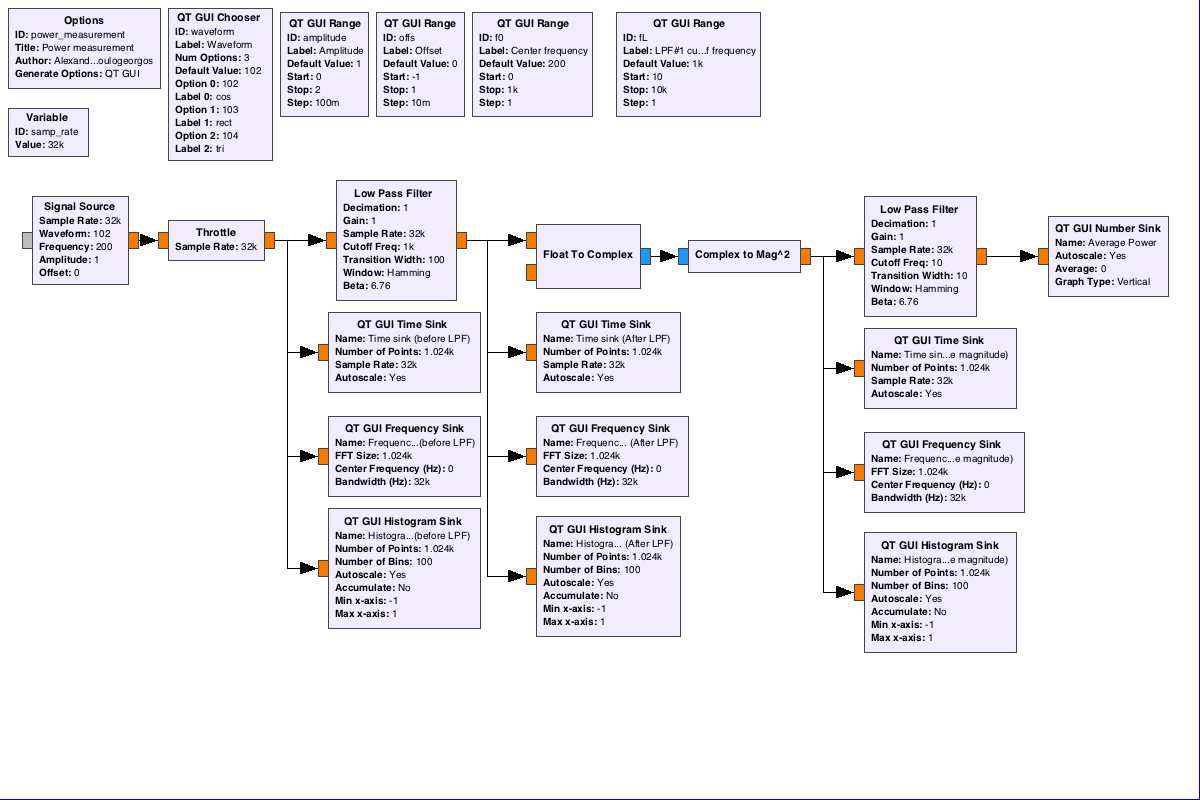 Options
ID: power_measurement
Title: Power measurement
Author: Alexand...oulogeorgos
Generate Options: QT GUI
Variable
ID: samp_rate
Value: 32k
QT GUI Chooser
ID: waveform
Label: Waveform
Num Options: 3
Default Value: 102
Option 0: 102
Label 0: cos
Option 1: 103
Label 1: rect
Option 2: 104
Label 2: tri
QT GUI Range
ID: amplitude
Label: Amplitude
Default Value: 1
Start: 0
Stop: 2
Step: 100m
QT GUI Range
ID: offs
Label: Offset
Default Value: 0
Start: -1
Stop: 1
Step: 10m
QT GUI Range
ID: f0
Label: Center frequency
Default Value: 200
Start: 0
Stop: 1k
Step: 1
QT GUI Range
ID: fL
Label: LPF#1 cu...f frequency
Default Value: 1k
Start: 10
Stop: 10k
Step: 1
Signal Source
Sample Rate: 32k
Waveform: 102
Frequency: 200
Amplitude: 1
Offset: 0
Throttle
Sample Rate: 32k
Low Pass Filter
Decimation: 1
Gain: 1
Sample Rate: 32k
Cutoff Freq: 1k
Transition Width: 100
Window: Hamming
Beta: 6.76
Float To Complex
Complex to Mag^2
Low Pass Filter
Decimation: 1
Gain: 1
Sample Rate: 32k
Cutoff Freq: 10
Transition Width: 10
Window: Hamming
Beta: 6.76
QT GUI Number Sink
Name: Average Power
Autoscale: Yes
Average: 0
Graph Type: Vertical
QT GUI Time Sink
Name: Time sink (before LPF)
Number of Points: 1.024k
Sample Rate: 32k
Autoscale: Yes
QT GUI Time Sink
Name: Time sink (After LPF)
Number of Points: 1.024k
Sample Rate: 32k
Autoscale: Yes
QT GUI Time Sink
Name: Time sin...e magnitude)
Number of Points: 1.024k
Sample Rate: 32k
Autoscale: Yes
QT GUI Frequency Sink
Name: Frequenc...(before LPF)
FFT Size: 1.024k
Center Frequency (Hz): 0
Bandwidth (Hz): 32k
QT GUI Frequency Sink
Name: Frequenc... (After LPF)
FFT Size: 1.024k
Center Frequency (Hz): 0
Bandwidth (Hz): 32k
QT GUI Frequency Sink
Name: Frequenc...e magnitude)
FFT Size: 1.024k
Center Frequency (Hz): 0
Bandwidth (Hz): 32k
QT GUI Histogram Sink
Name: Histogra...(before LPF)
Number of Points: 1.024k
Number of Bins: 100
Autoscale: Yes
Accumulate: No
Min x-axis: -1
Max x-axis: 1
QT GUI Histogram Sink
Name: Histogra... (After LPF)
Number of Points: 1.024k
Number of Bins: 100
Autoscale: Yes
Accumulate: No
Min x-axis: -1
Max x-axis: 1
QT GUI Histogram Sink
Name: Histogra...e magnitude)
Number of Points: 1.024k
Number of Bins: 100
Autoscale: Yes
Accumulate: No
Min x-axis: -1
Max x-axis: 1